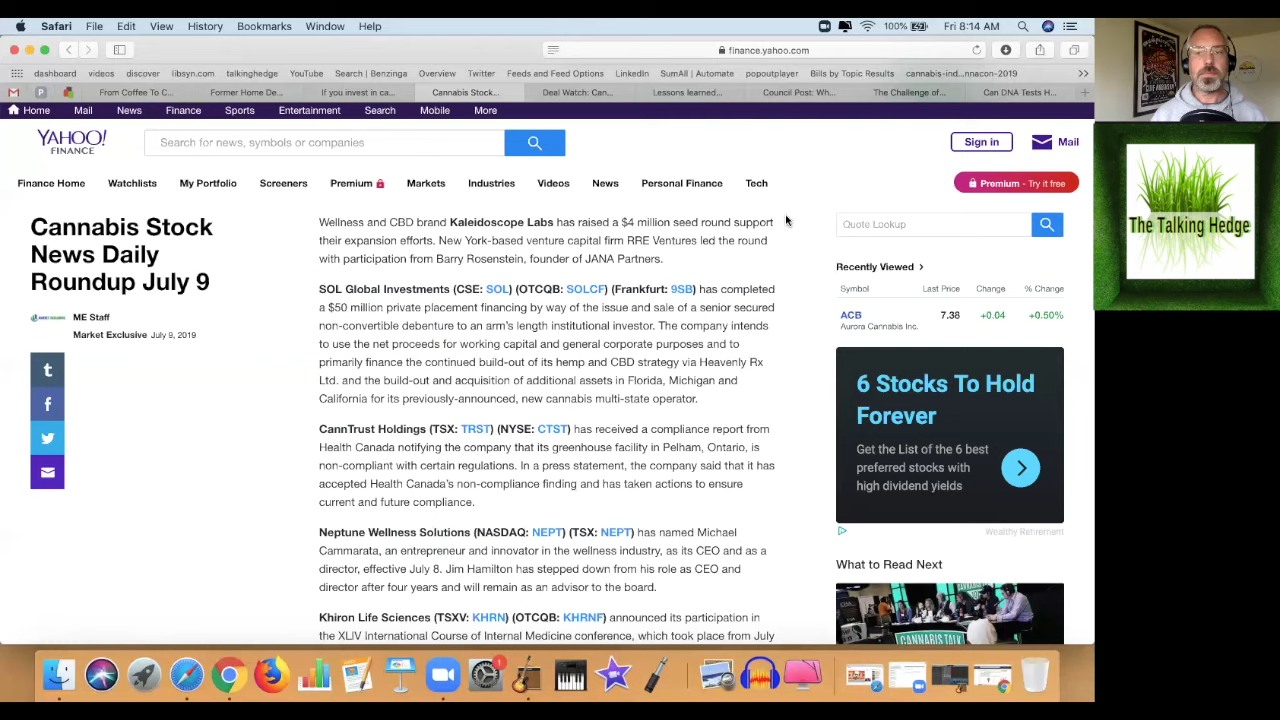 Safari File Edit View History Bookmarks Window Help
100% Fri 8:14 AM
finance.yahoo.com
dashboard videos discover libsyn.com talkinghedge YouTube Search | Benzinga Overview Twitter Feeds and Feed Options LinkedIn SumAll | Automate popoutplayer Bills by Topic Results cannabis-ind...nnacon-2019 >>
From Coffee To C... Former Home De... If you invest in ca... Cannabis Stock... Deal Watch: Can... Lessons learned... Council Post: Wh... The Challenge of... Can DNA Tests H...
Home Mail News Finance Sports Entertainment Search Mobile More
YAHOO!
FINANCE
Search for news, symbols or companies
Sign in
Mail
Finance Home Watchlists My Portfolio Screeners Premium Markets Industries Videos News Personal Finance Tech
Premium - Try it free
Cannabis Stock
News Daily
Roundup July 9
ME Staff
Market Exclusive July 9, 2019
Wellness and CBD brand Kaleidoscope Labs has raised a $4 million seed round support
their expansion efforts. New York-based venture capital firm RRE Ventures led the round
with participation from Barry Rosenstein, founder of JANA Partners.
SOL Global Investments (CSE: SOL) (OTCQB: SOLCF) (Frankfurt: 9SB) has completed
a $50 million private placement financing by way of the issue and sale of a senior secured
non-convertible debenture to an arm's length institutional investor. The company intends
to use the net proceeds for working capital and general corporate purposes and to
primarily finance the continued build-out of its hemp and CBD strategy via Heavenly Rx
Ltd. and the build-out and acquisition of additional assets in Florida, Michigan and
California for its previously-announced, new cannabis multi-state operator.
CannTrust Holdings (TSX: TRST) (NYSE: CTST) has received a compliance report from
Health Canada notifying the company that its greenhouse facility in Pelham, Ontario, is
non-compliant with certain regulations. In a press statement, the company said that it has
accepted Health Canada's non-compliance finding and has taken actions to ensure
current and future compliance.
Neptune Wellness Solutions (NASDAQ: NEPT) (TSX: NEPT) has named Michael
Cammarata, an entrepreneur and innovator in the wellness industry, as its CEO and as a
director, effective July 8. Jim Hamilton has stepped down from his role as CEO and
director after four years and will remain as an advisor to the board.
Khiron Life Sciences (TSXV: KHRN) (OTCQB: KHRNF) announced its participation in
the XLIV International Course of Internal Medicine conference, which took place from July
Quote Lookup
Recently Viewed >
Symbol Last Price Change % Change
ACB 7.38 +0.04 +0.50%
Aurora Cannabis Inc.
6 Stocks To Hold
Forever
Get the List of the 6 best
preferred stocks with
high dividend yields
Wealthy Retirement
What to Read Next
CANNABIS TALK
The Talking Hedge
1